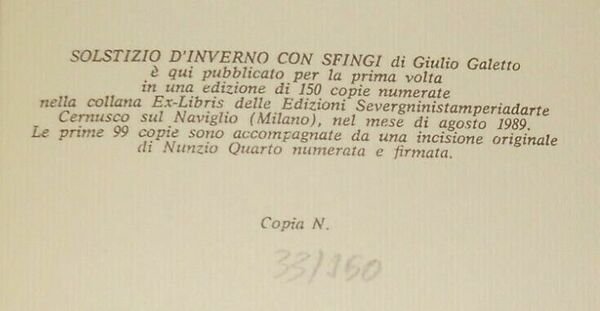 SOLSTIZIO D'INVERNO CON SFINGI di Giulio Galetto
è qui pubblicato per la prima volta
in una edizione di 150 copie numerate
nella collana Ex-Libris delle Edizioni Severgninistamperiadarte
Cernusco sul Naviglio (Milano), nel mese di agosto 1989.
Le prime 99 copie sono accompagnate da una incisione originale
di Nunzio Quarto numerata e firmata.
Copia N.
33/150